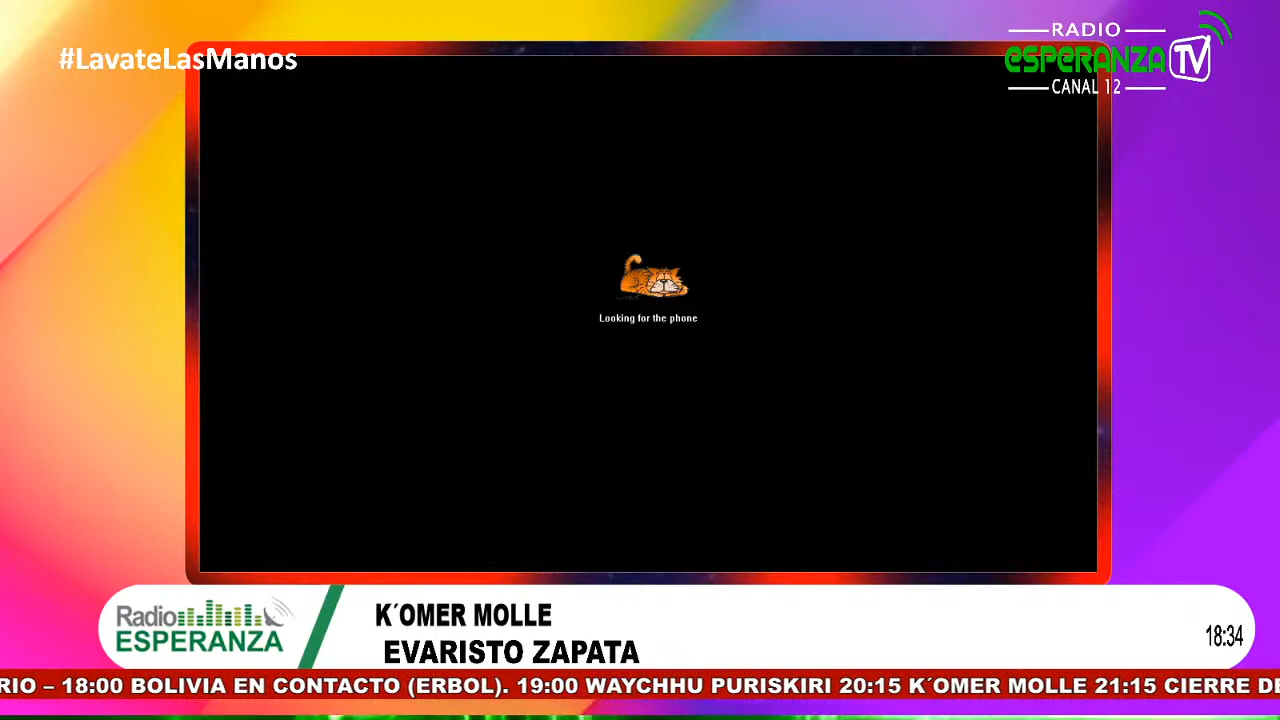 #LavateLasManos
RADIO
ESPERANZA TV
CANAL 12
Looking for the phone
Radio
ESPERANZA
K´OMER MOLLE
EVARISTO ZAPATA
18:34
RIO – 18:00 BOLIVIA EN CONTACTO (ERBOL). 19:00 WAYCHHU PURISKIRI 20:15 K´OMER MOLLE 21:15 CIERRE DE